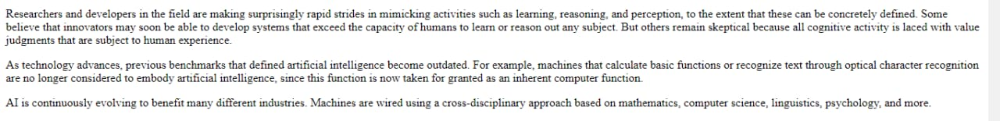 Researchers and developers in the field are making surprisingly rapid strides in mimicking activities such as learning, reasoning, and perception, to the extent that these can be concretely defined. Some
believe that innovators may soon be able to develop systems that exceed the capacity of humans to learn or reason out any subject. But others remain skeptical because all cognitive activity is laced with value
judgments that are subject to human experience.
As technology advances, previous benchmarks that defined artificial intelligence become outdated. For example, machines that calculate basic functions or recognize text through optical character recognition
are no longer considered to embody artificial intelligence, since this function is now taken for granted as an inherent computer function.
AI is continuously evolving to benefit many different industries. Machines are wired using a cross-disciplinary approach based on mathematics, computer science, linguistics, psychology, and more.